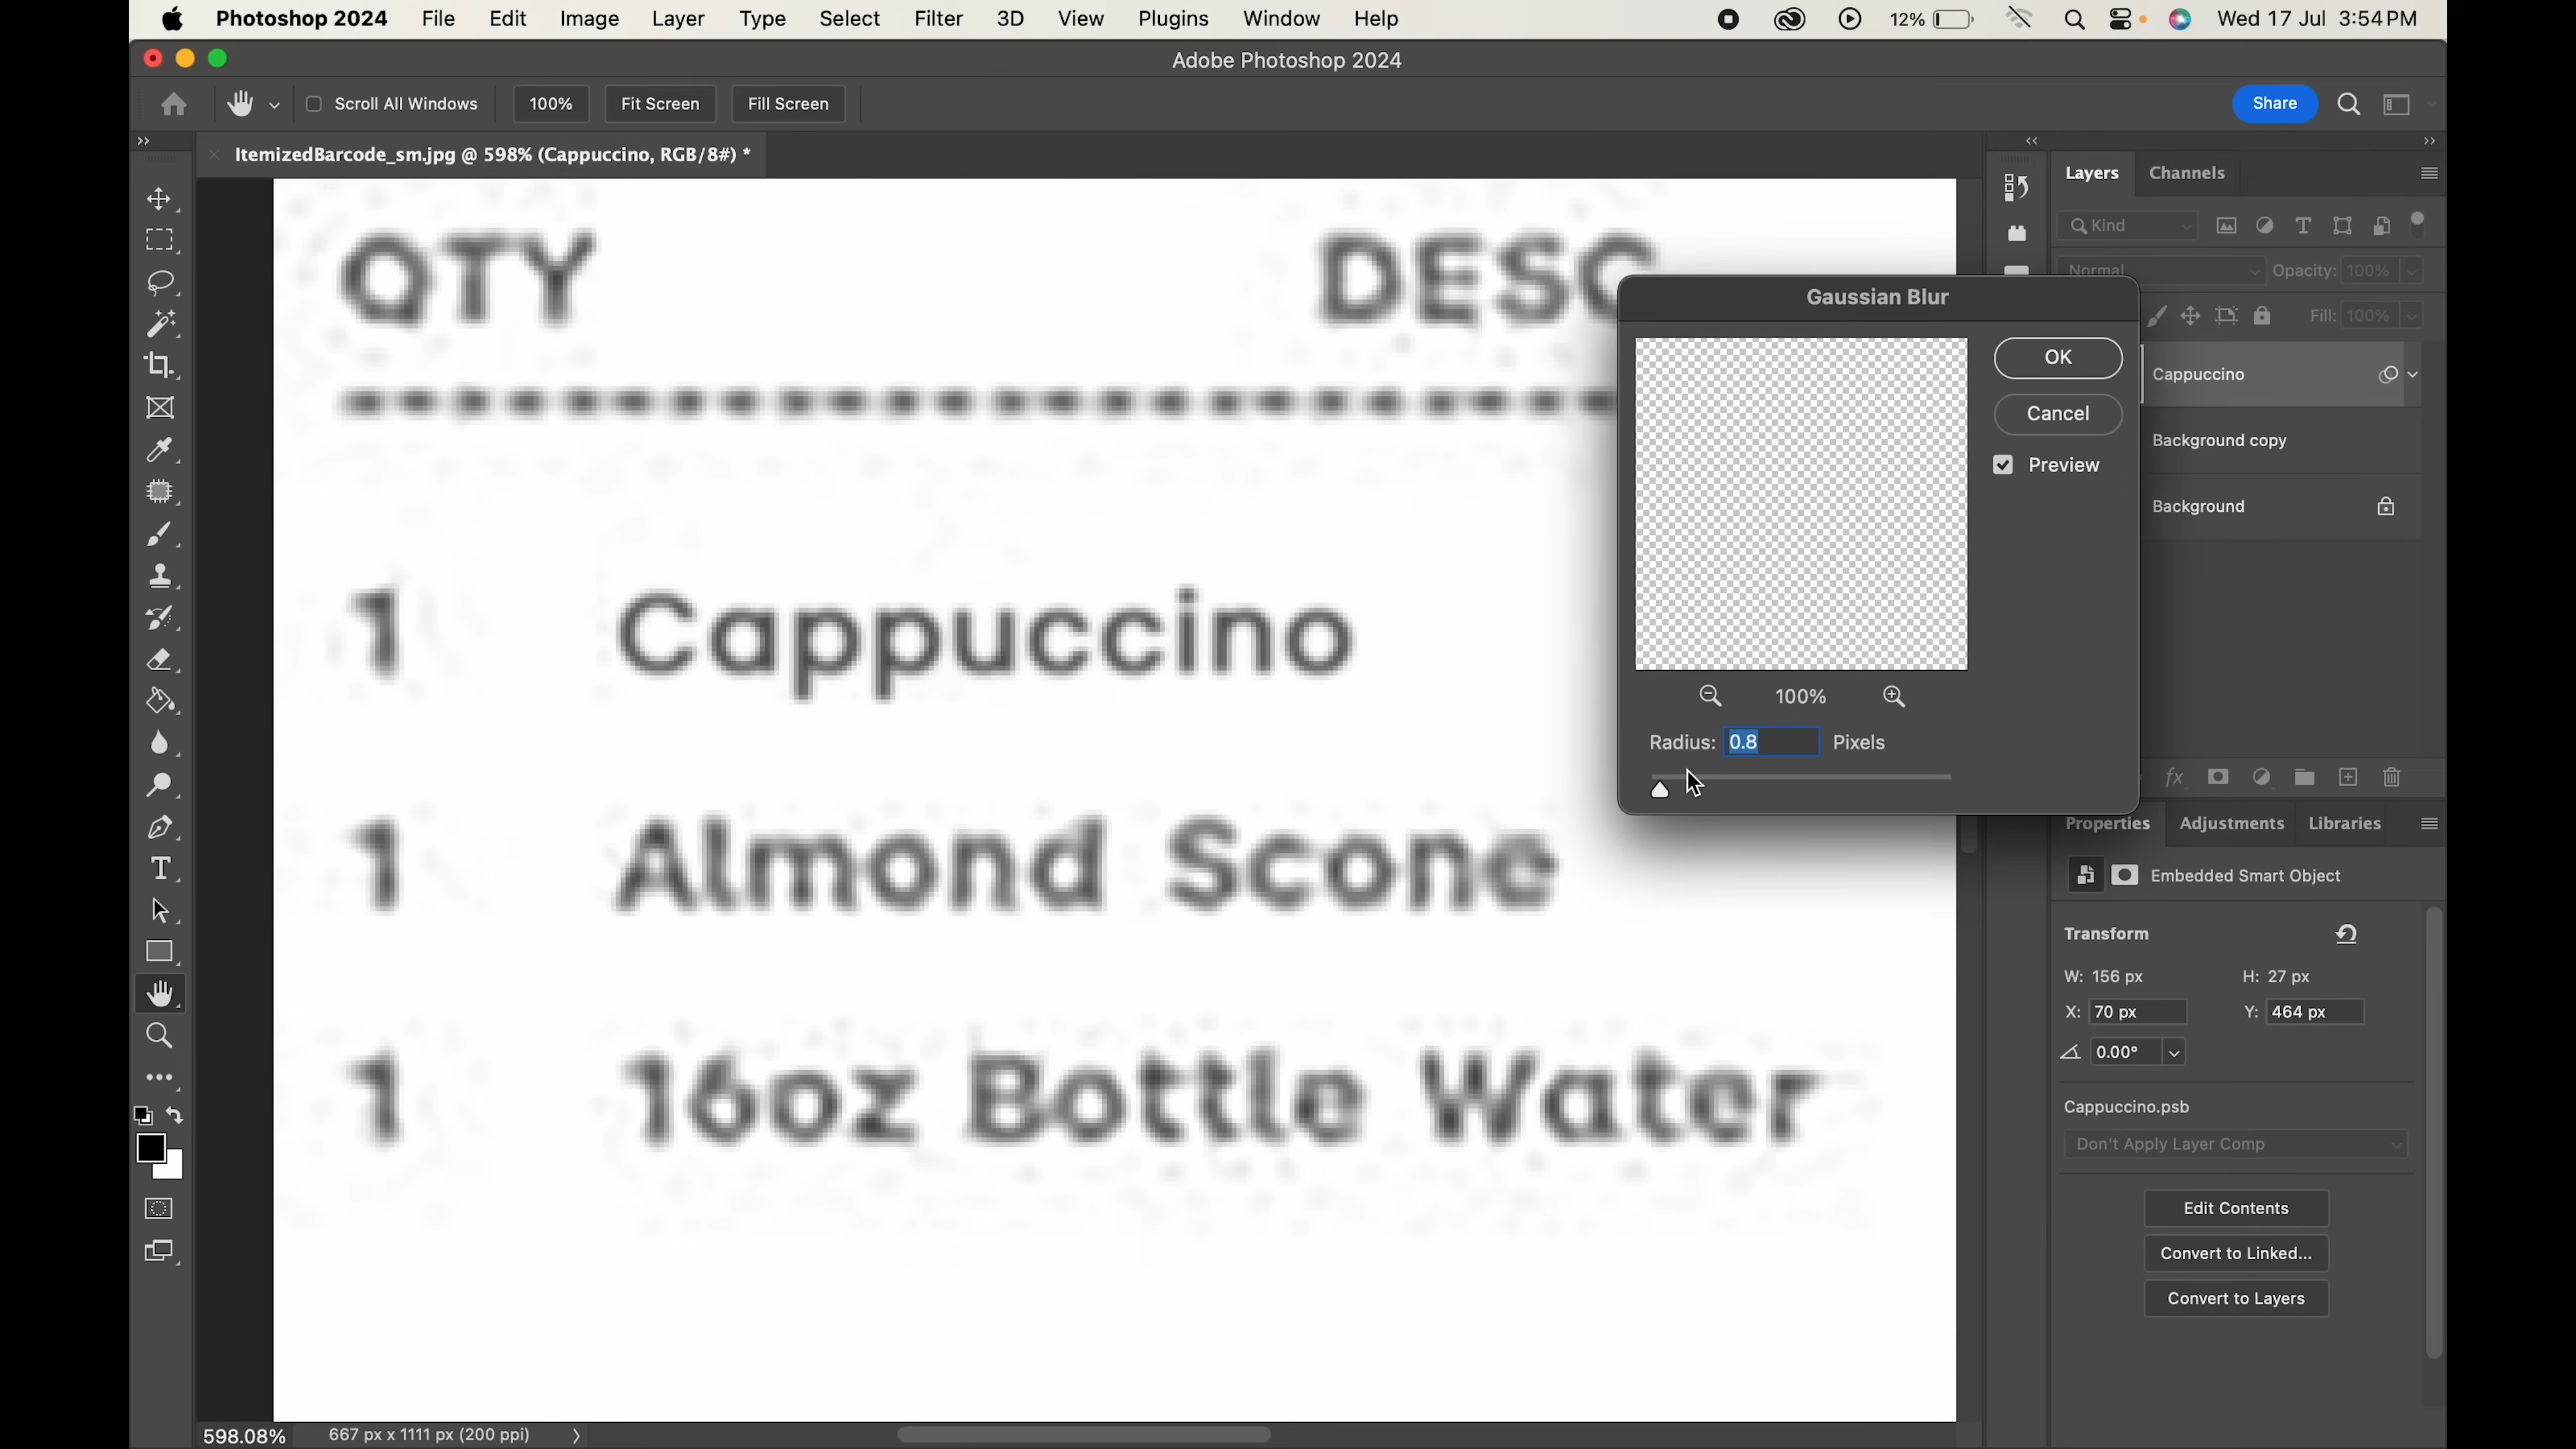 Photoshop 2024 File Edit Image Layer Type Select Filter 3D View Plugins Window Help 12% Wed 17 Jul 3:54 PM
Adobe Photoshop 2024
Scroll All Windows 100% Fit Screen Fill Screen Share
ItemizedBarcode_sm.jpg @ 598% (Cappuccino, RGB/8#) *
Layers Channels
Kind
Normal Opacity: 100%
Fill: 100%
Cappuccino
Background copy
Background
QTY DESC
1 Cappuccino
1 Almond Scone
1 16oz Bottle Water
Gaussian Blur
OK
Cancel
Preview
100%
Radius: 0.8 Pixels
fx
Properties Adjustments Libraries
Embedded Smart Object
Transform
W: 156 px H: 27 px
X: 70 px Y: 464 px
0.00°
Cappuccino.psb
Don't Apply Layer Comp
Edit Contents
Convert to Linked...
Convert to Layers
598.08% 667 px x 1111 px (200 ppi)